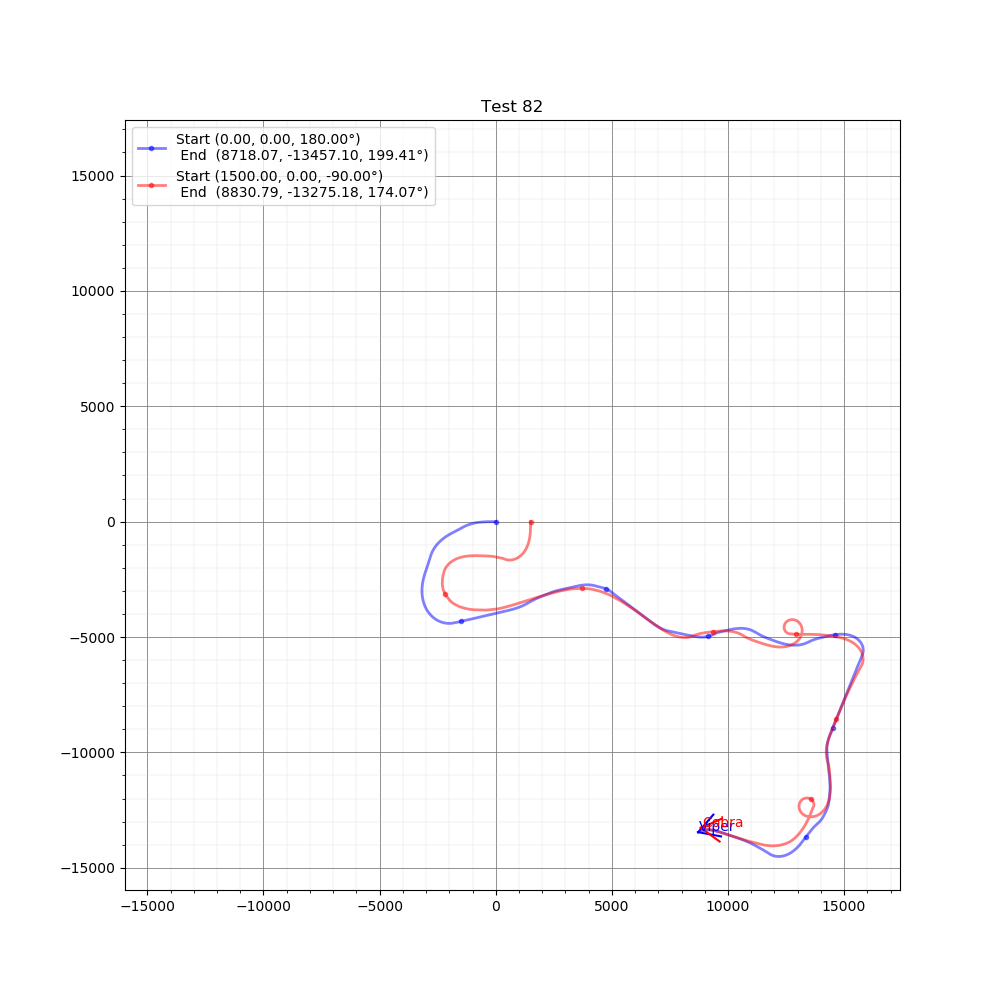 Test 82
Start (0.00, 0.00, 180.00°)
End (8718.07, -13457.10, 199.41°)
Start (1500.00, 0.00, -90.00°)
End (8830.79, -13275.18, 174.07°)
15000
10000
5000
0
−5000
−10000
−15000
Cobra
Viper
−15000 −10000 −5000 0 5000 10000 15000